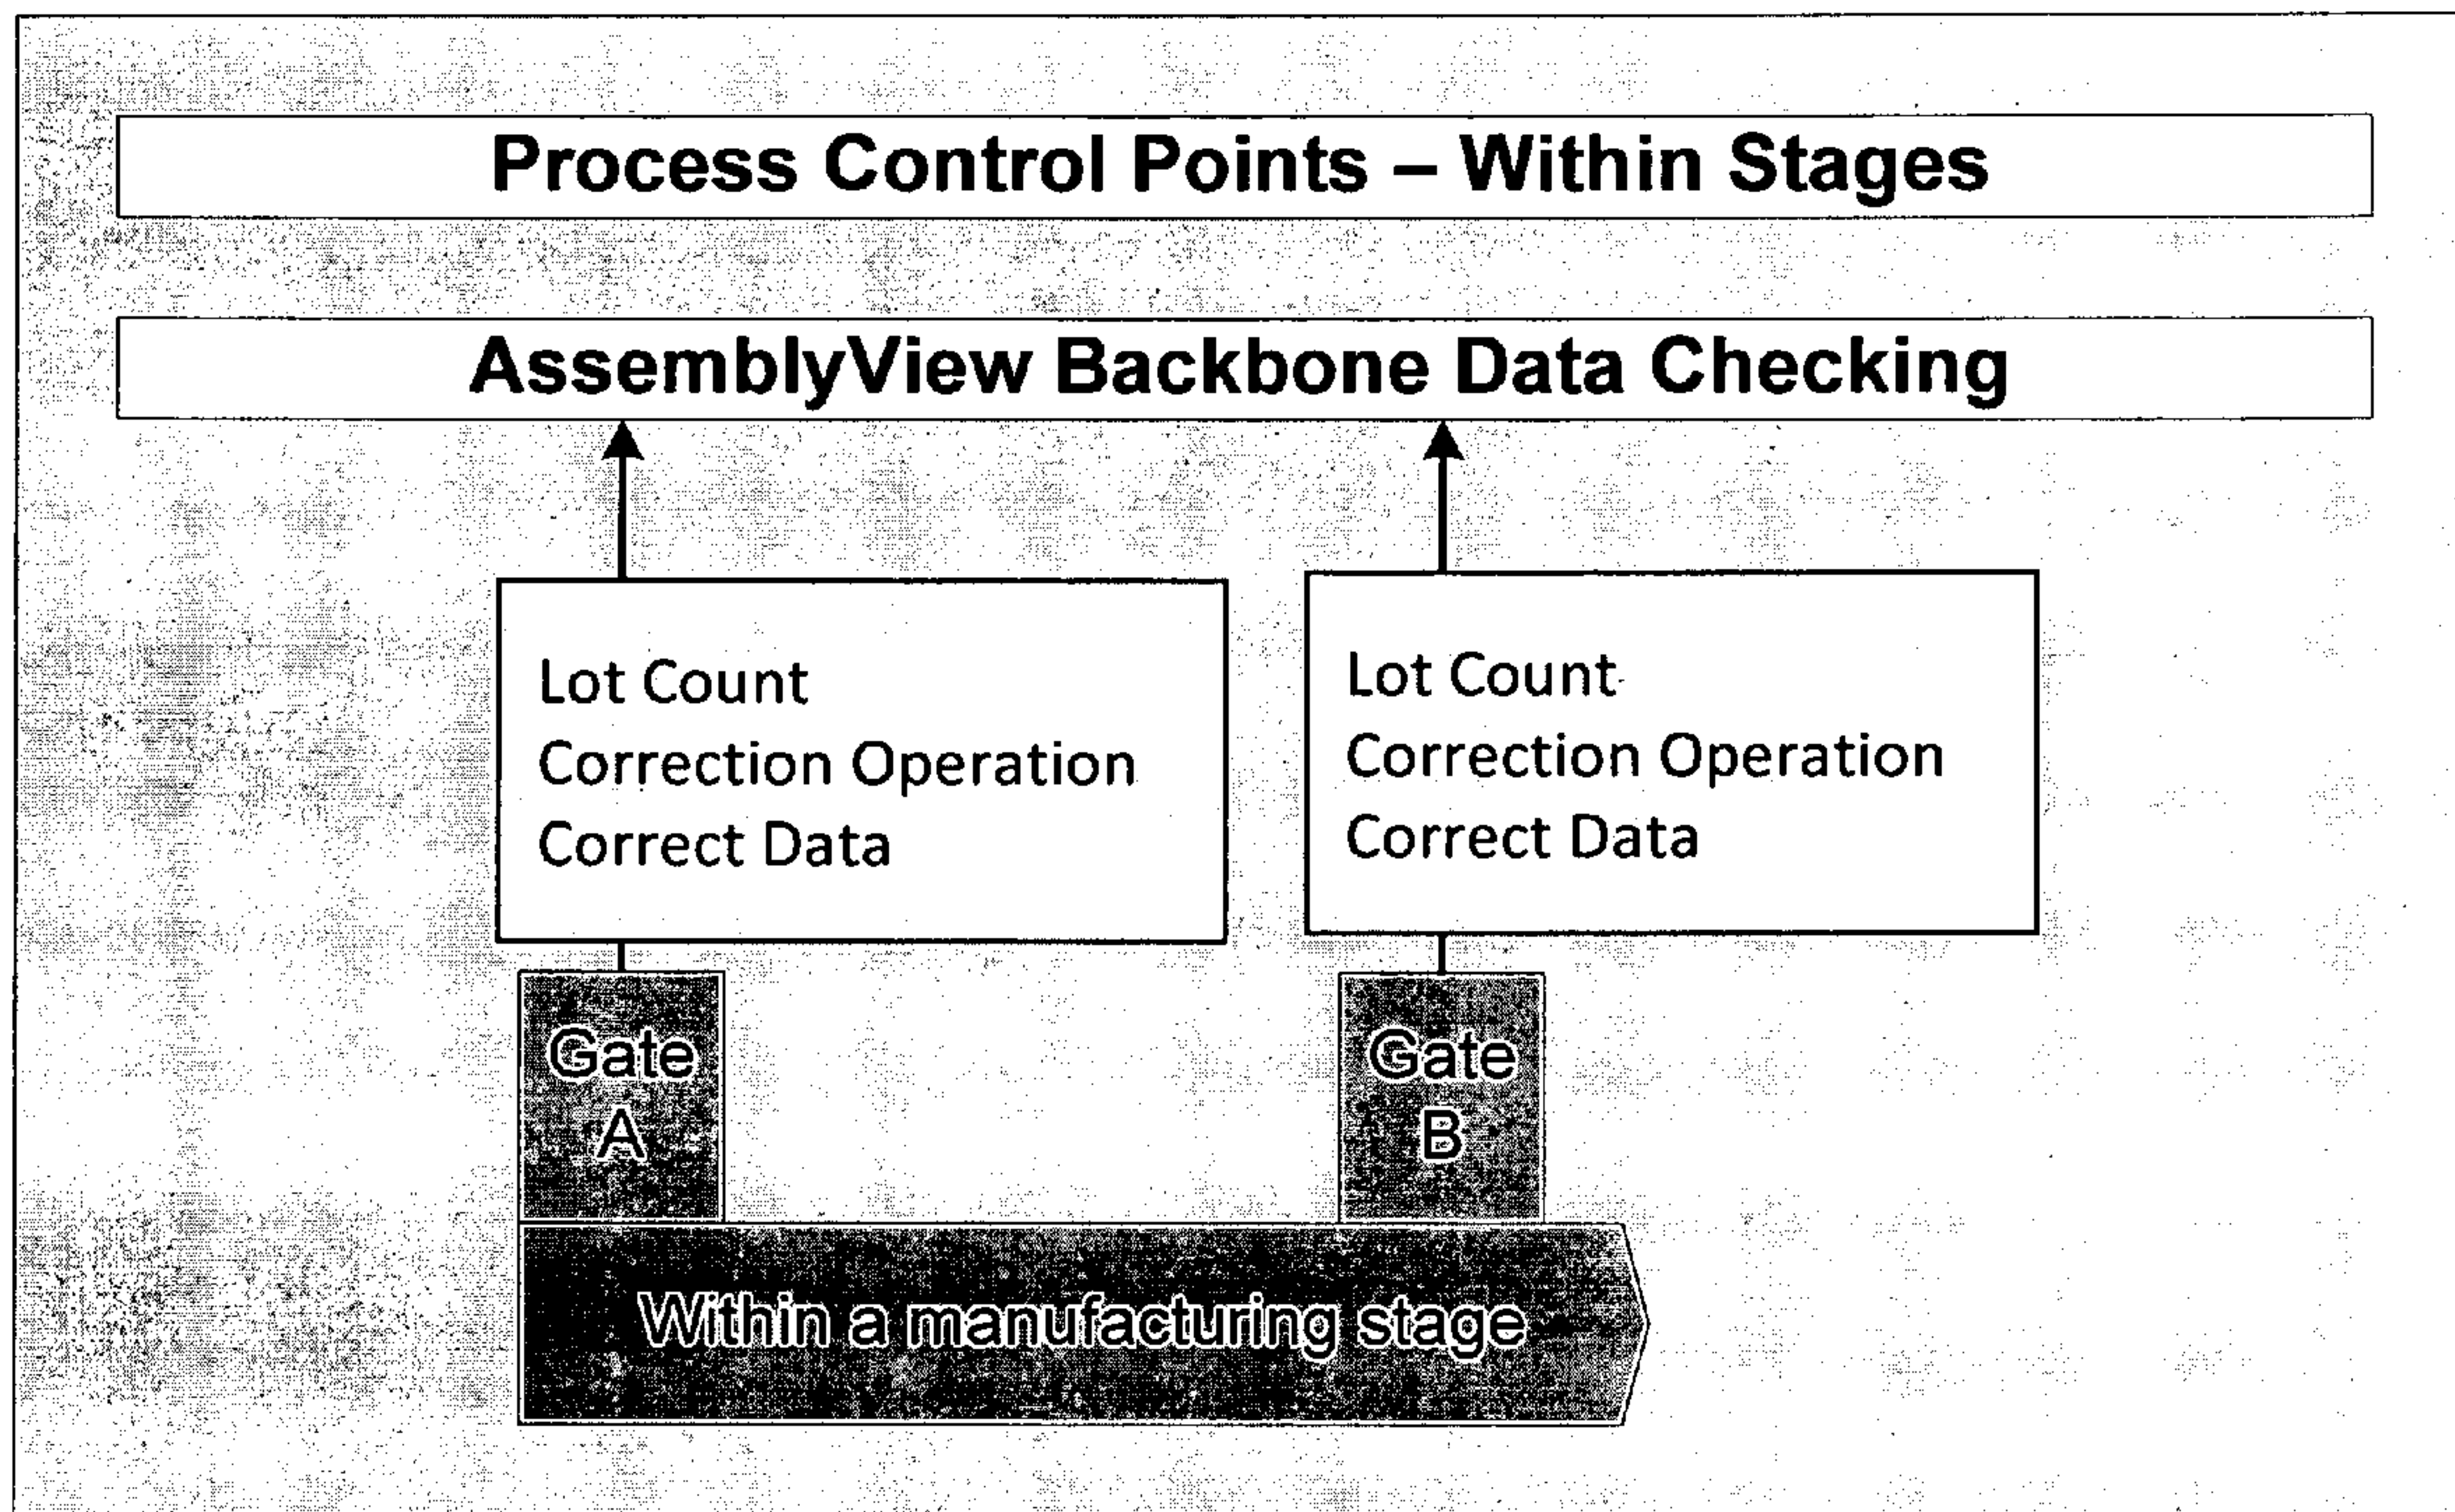 Process Control Points – Within Stages
AssemblyView Backbone Data Checking
Lot Count
Correction Operation
Correct Data
Lot Count
Correction Operation
Correct Data
Gate
A
Gate
B
Within a manufacturing stage